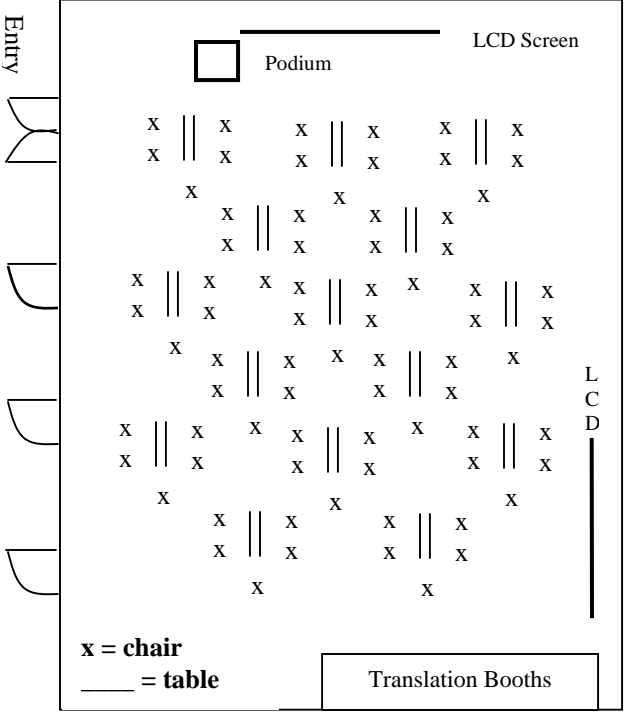 Entry
LCD Screen
Podium
x x x x x x
x x x x x x
x x x
x x x x
x x x x
x x x x x x x x
x x x x x x
x x x x x x x
x x x x
x x x x x x x x
x x x x x x
x x x
x x x x
x x x x
x x
L
C
D
x = chair
____ = table
Translation Booths